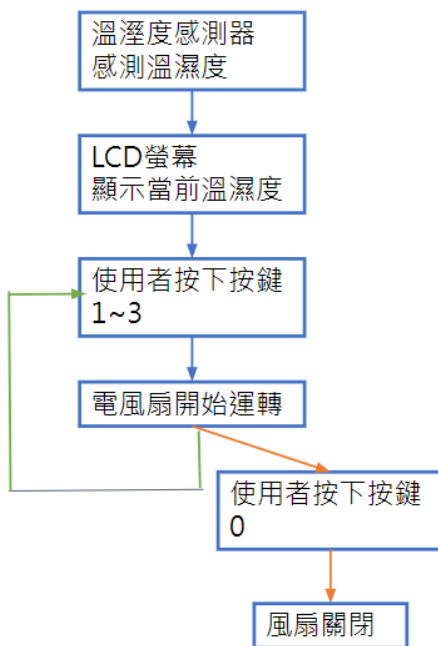 溫溼度感測器
感測溫濕度
LCD螢幕
顯示當前溫濕度
使用者按下按鍵
1~3
電風扇開始運轉
使用者按下按鍵
0
風扇關閉